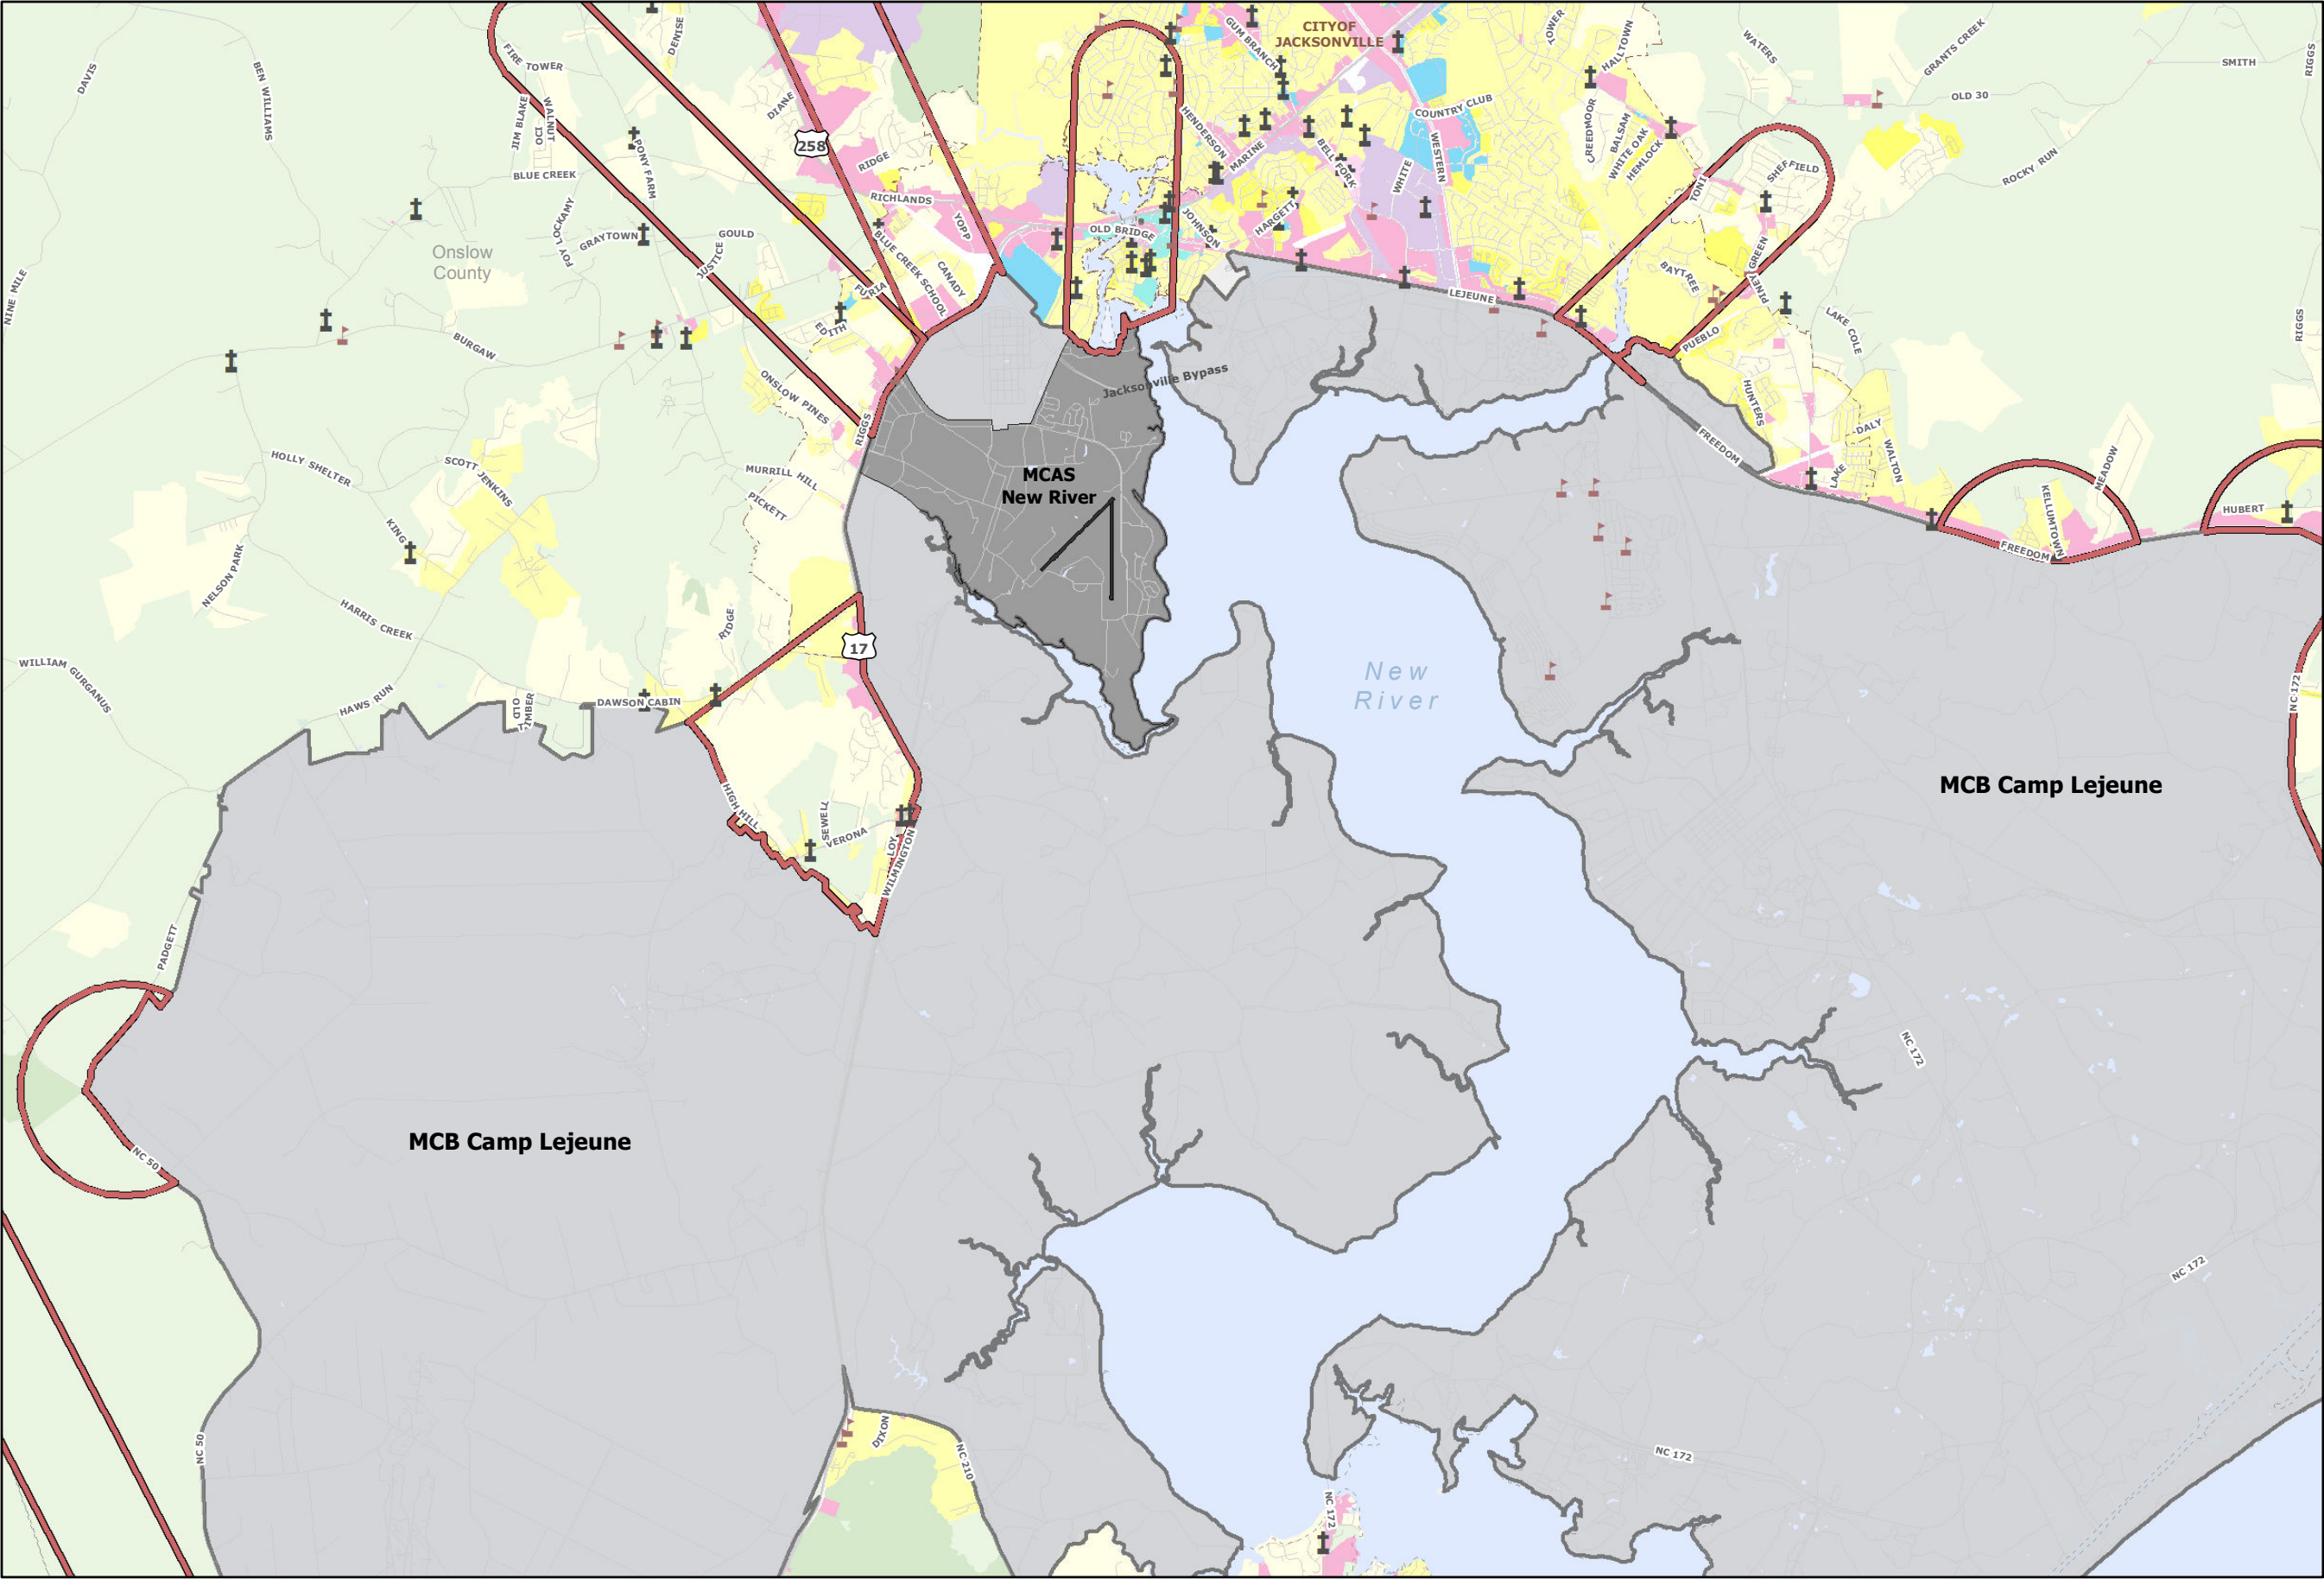 CITYOF
JACKSONVILLE
GUM BRANCH
TOWER
HALTOWN
WATERS
GRANTS CREEK
SMITH
RIGGS
DAVIS
BEN WILLIAMS
FIRE TOWER
DENISE
JIM BLAKE
ICO
WALNUT
PONY FARM
BLUE CREEK
DIANE
258
RIDGE
RICHLANDS
YOPP
HENDERSON
MARINE
BELL FORK
WHITE
WESTERN
COUNTRY CLUB
CREEDMOOR
BALSAM
WHITE OAK
HEMLOCK
TONI
SHEFFIELD
OLD 30
ROCKY RUN
FOY LOCKAMY
GRAYTOWN
JUSTICE
GOULD
Onslow
County
BLUE CREEK SCHOOL
CANADY
FURIA
EDITH
OLD BRIDGE
JOHNSON
HARGETT
LEJEUNE
BAYTREE
PINEY GREEN
PUEBLO
LAKE COLE
RIGGS
NINE MILE
BURGAW
ONSLOW PINES
RIGGS
Jacksonville Bypass
HUNTERS
FREEDOM
DALY
WALTON
LAKE
MEADOW
KELLUMTOWN
FREEDOM
HUBERT
HOLLY SHELTER
SCOTT JENKINS
KING
MURRILL HILL
PICKETT
MCAS
New River
NELSON PARK
HARRIS CREEK
RIDGE
17
WILLIAM GURGANUS
HAWS RUN
OLD TIMBER
DAWSON CABIN
New
River
NC 172
MCB Camp Lejeune
HIGH HILL
SEWELL
VERONA
LOY
WILMINGTON
PADGETT
NC 172
NC 50
MCB Camp Lejeune
NC 172
NC 50
DIXON
NC 210
NC 172
NC 172